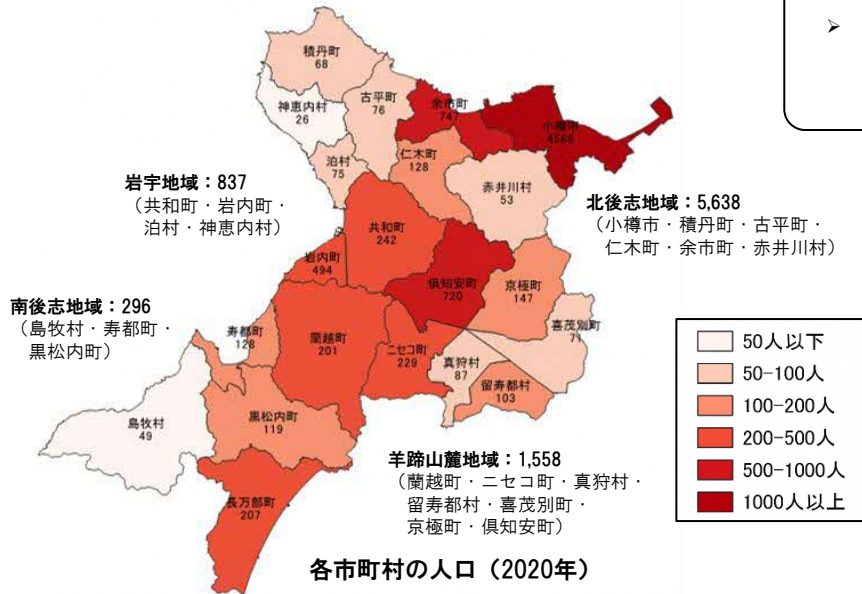 ➢
積丹町
68
神恵内村
26
古平町
76
余市町
747
小樽市
4566
泊村
75
仁木町
128
赤井川村
53
岩宇地域：837
（共和町・岩内町・
泊村・神恵内村）
北後志地域：5,638
（小樽市・積丹町・古平町・
仁木町・余市町・赤井川村）
共和町
242
岩内町
494
倶知安町
720
京極町
147
喜茂別町
71
南後志地域：296
（島牧村・寿都町・
黒松内町）
寿都町
128
蘭越町
201
ニセコ町
229
真狩村
87
留寿都村
103
島牧村
49
黒松内町
119
長万部町
207
羊蹄山麓地域：1,558
（蘭越町・ニセコ町・真狩村・
留寿都村・喜茂別町・
京極町・倶知安町）
50人以下
50-100人
100-200人
200-500人
500-1000人
1000人以上
各市町村の人口（2020年）